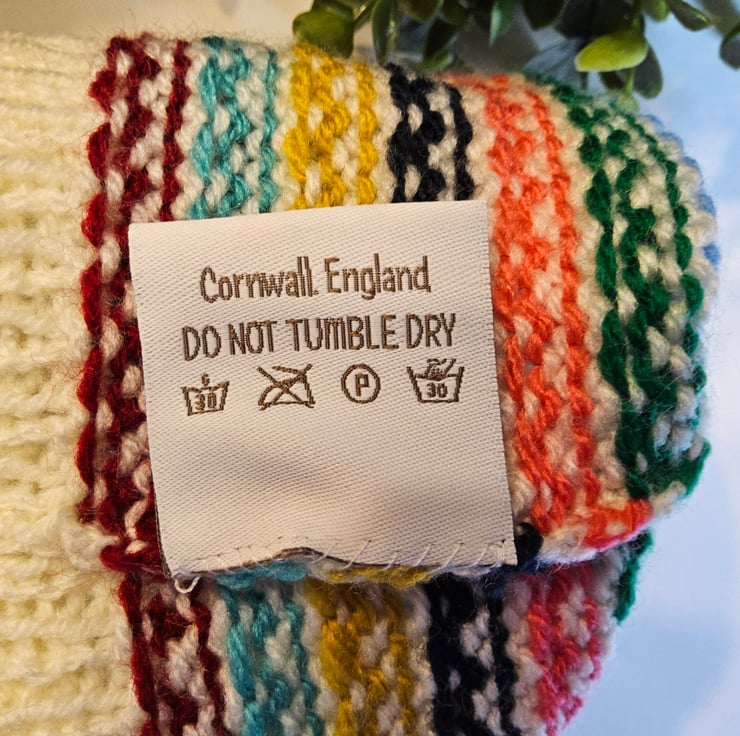 Cornwall. England
DO NOT TUMBLE DRY
30 P 30